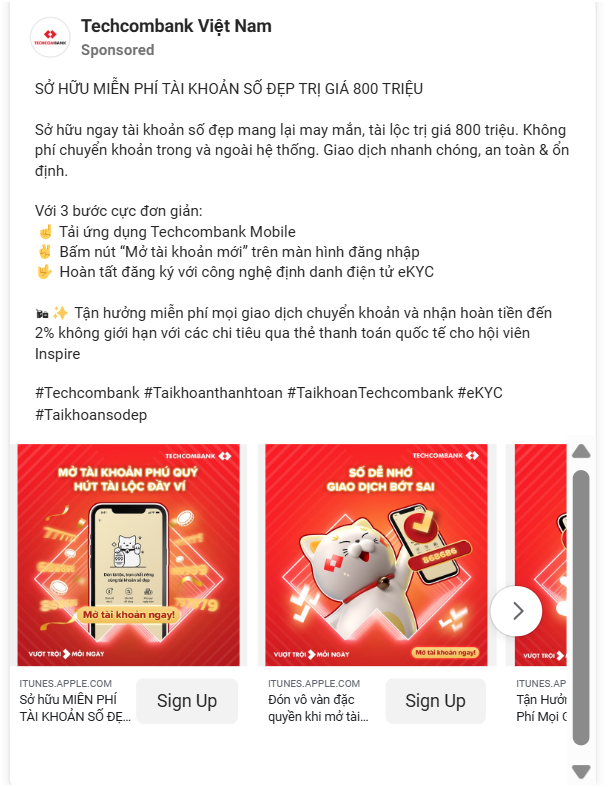 Techcombank Việt Nam
Sponsored
SỞ HỮU MIỄN PHÍ TÀI KHOẢN SỐ ĐẸP TRỊ GIÁ 800 TRIỆU
Sở hữu ngay tài khoản số đẹp mang lại may mắn, tài lộc trị giá 800 triệu. Không
phí chuyển khoản trong và ngoài hệ thống. Giao dịch nhanh chóng, an toàn & ổn
định.
Với 3 bước cực đơn giản:
☝ Tải ứng dụng Techcombank Mobile
✌ Bấm nút “Mở tài khoản mới” trên màn hình đăng nhập
Hoàn tất đăng ký với công nghệ định danh điện tử eKYC
✨ Tận hưởng miễn phí mọi giao dịch chuyển khoản và nhận hoàn tiền đến
2% không giới hạn với các chi tiêu qua thẻ thanh toán quốc tế cho hội viên
Inspire
#Techcombank #Taikhoanthanhtoan #TaikhoanTechcombank #eKYC
#Taikhoansodep
TECHCOMBANK
MỞ TÀI KHOẢN PHÚ QUÝ
HÚT TÀI LỘC ĐẦY VÍ
Mở tài khoản ngay!
VƯỢT TRỘI MỖI NGÀY
TECHCOMBANK
SỐ DỄ NHỚ
GIAO DỊCH BỚT SAI
868686
Mở tài khoản ngay!
VƯỢT TRỘI MỖI NGÀY
VƯỢT TRỘI
ITUNES.APPLE.COM
Sở hữu MIỄN PHÍ
TÀI KHOẢN SỐ ĐẸ...
Sign Up
ITUNES.APPLE.COM
Đón vô vàn đặc
quyền khi mở tài...
Sign Up
ITUNES.A
Tận Hưở
Phí Mọi G